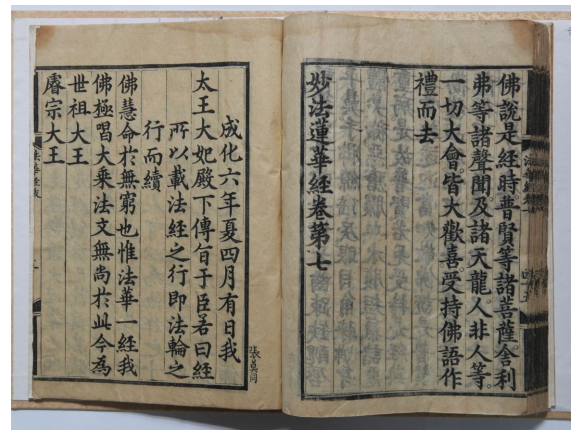 佛說是經時普賢等諸菩薩舍利
弗等諸聲聞及諸天龍人非人等
一切大會皆大歡喜受持佛語作
禮而去
妙法蓮華經卷第七
成化六年夏四月有日我
太王大妃殿下傳旨于臣若曰經
所以載法經之行即法輪之
行而續
佛慧命於無窮也惟法華一經我
佛極唱大乘法文無尚於此今爲
世祖大王
睿宗大王